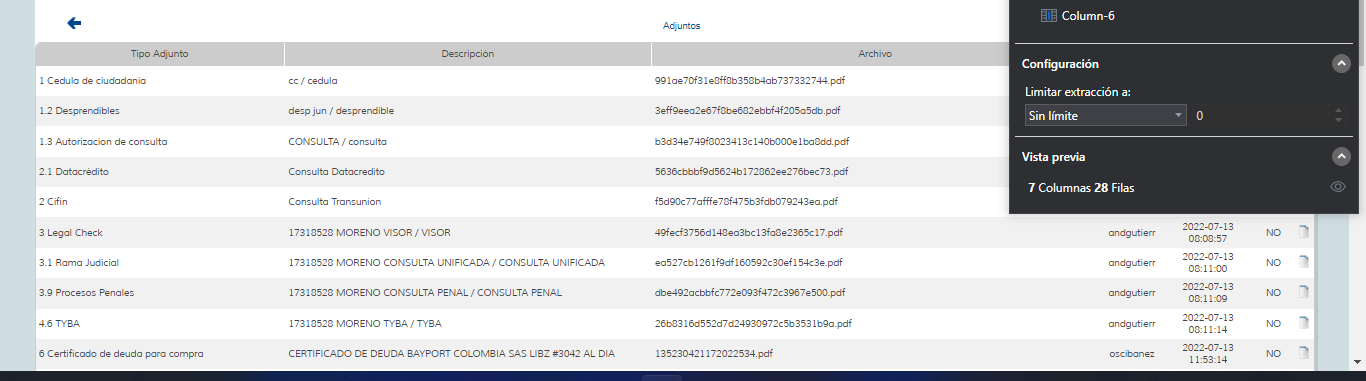 Adjuntos
Tipo Adjunto Descripción Archivo
1 Cedula de ciudadania cc / cedula 991ae70f31e8ff8b358b4ab737332744.pdf
1.2 Desprendibles desp jun / desprendible 3eff9eea2e67f8be682ebbf4f205a5db.pdf
1.3 Autorizacion de consulta CONSULTA / consulta b3d34e749f8023413c140b000e1ba8dd.pdf
2.1 Datacrédito Consulta Datacredito 5636cbbbf9d5624b172862ee276bec73.pdf
2 Cifin Consulta Transunion f5d90c77afffe78f475b3fdb079243ea.pdf
3 Legal Check 17318528 MORENO VISOR / VISOR 49fecf3756d148ea3bc13fa8e2365c17.pdf andgutierr 2022-07-13 NO
08:08:57
3.1 Rama Judicial 17318528 MORENO CONSULTA UNIFICADA / CONSULTA UNIFICADA ea527cb1261f9df160592c30ef154c3e.pdf andgutierr 2022-07-13 NO
08:11:00
3.9 Procesos Penales 17318528 MORENO CONSULTA PENAL / CONSULTA PENAL dbe492acbbfc772e093f472c3967e500.pdf andgutierr 2022-07-13 NO
08:11:09
4.6 TYBA 17318528 MORENO TYBA / TYBA 26b8316d552d7d24930972c5b3531b9a.pdf andgutierr 2022-07-13 NO
08:11:14
6 Certificado de deuda para compra CERTIFICADO DE DEUDA BAYPORT COLOMBIA SAS LIBZ #3042 AL DIA 135230421172022534.pdf oscibanez 2022-07-13 NO
11:53:14
Column-6
Configuración
Limitar extracción a:
Sin límite 0
Vista previa
7 Columnas 28 Filas